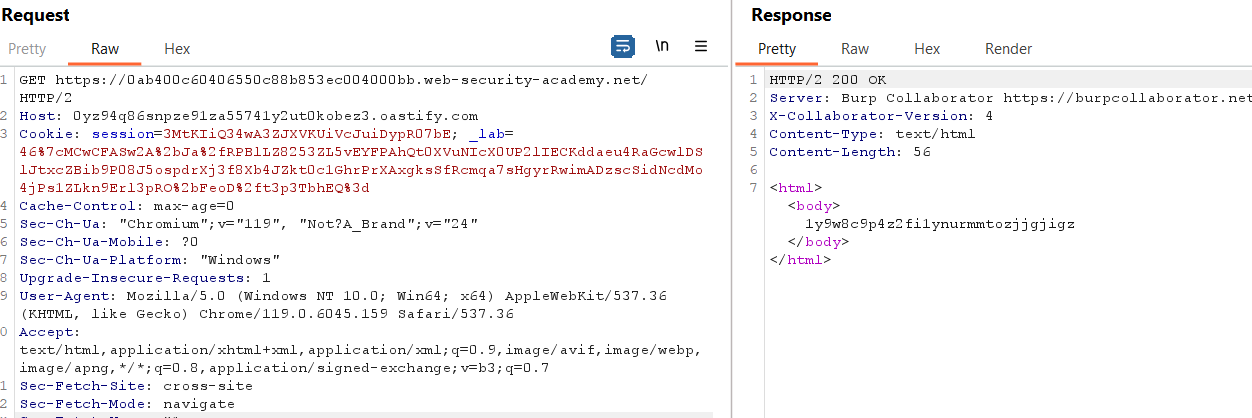 Request
Pretty Raw Hex \n
1 GET https://0ab400c60406550c88b853ec004000bb.web-security-academy.net/
HTTP/2
2 Host: 0yz94q86snpze91za55741y2ut0kobez3.oastify.com
3 Cookie: session=3MtKIiQ34wA3ZJXVKUiVcJuiDypR07bE; _lab=
46%7cMCwCFASw2A%2bJa%2fRPBlLZ8253ZL5vEYFPAhQt0XVuNIcX0UP2lIECKddaeu4RaGcwlDS
lJtxcZBib9P08J5ospdrXj3f8Xb4JZkt0c1GhrPrXAxgksSfRcmqa7sHgyrRwimADzscSidNcdMo
4jPs1ZLkn9Erl3pRO%2bFeoD%2ft3p3TbhEQ%3d
4 Cache-Control: max-age=0
5 Sec-Ch-Ua: "Chromium";v="119", "Not?A_Brand";v="24"
6 Sec-Ch-Ua-Mobile: ?0
7 Sec-Ch-Ua-Platform: "Windows"
8 Upgrade-Insecure-Requests: 1
9 User-Agent: Mozilla/5.0 (Windows NT 10.0; Win64; x64) AppleWebKit/537.36
(KHTML, like Gecko) Chrome/119.0.6045.159 Safari/537.36
0 Accept:
text/html,application/xhtml+xml,application/xml;q=0.9,image/avif,image/webp,
image/apng,*/*;q=0.8,application/signed-exchange;v=b3;q=0.7
1 Sec-Fetch-Site: cross-site
2 Sec-Fetch-Mode: navigate
Response
Pretty Raw Hex Render
1 HTTP/2 200 OK
2 Server: Burp Collaborator https://burpcollaborator.net
3 X-Collaborator-Version: 4
4 Content-Type: text/html
5 Content-Length: 56
6
7 <html>
<body>
ly9w8c9p4z2fi1ynurmmtozjjgjigz
</body>
</html>